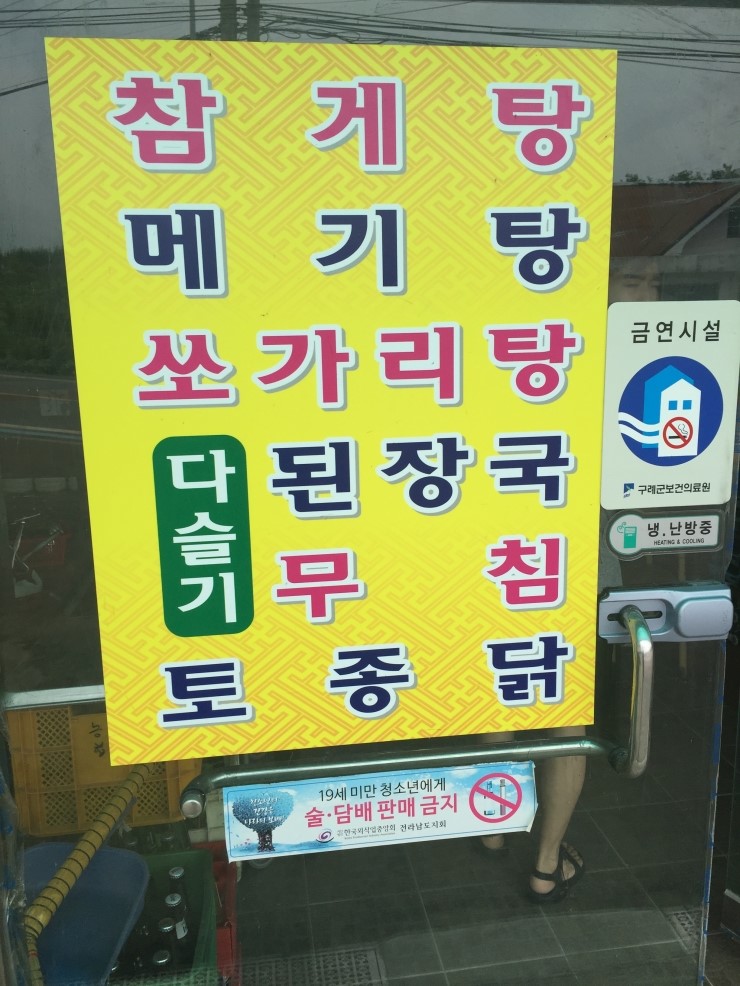 참게탕
메기탕
쏘가리탕
다슬기
된장국
무침
토종닭
금연시설
구례군보건의료원
냉.난방중
HEATING & COOLING
19세 미만 청소년에게
술·담배 판매 금지
한국외식업중앙회 전라남도지회